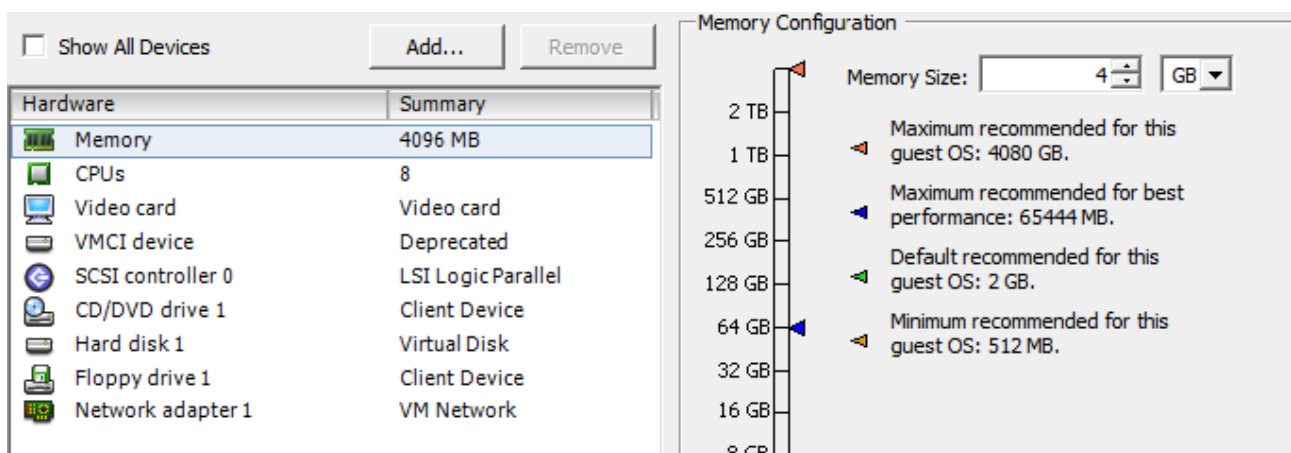 Show All Devices
Add...
Remove
Hardware Summary
Memory 4096 MB
CPUs 8
Video card Video card
VMCI device Deprecated
SCSI controller 0 LSI Logic Parallel
CD/DVD drive 1 Client Device
Hard disk 1 Virtual Disk
Floppy drive 1 Client Device
Network adapter 1 VM Network
Memory Configuration
Memory Size: 4 GB
2 TB
1 TB
512 GB
256 GB
128 GB
64 GB
32 GB
16 GB
8 GB
Maximum recommended for this
guest OS: 4080 GB.
Maximum recommended for best
performance: 65444 MB.
Default recommended for this
guest OS: 2 GB.
Minimum recommended for this
guest OS: 512 MB.